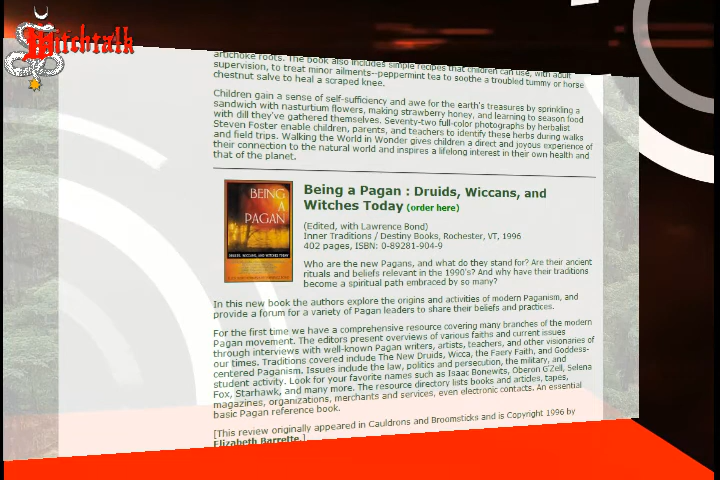 Witchtalk
artichoke roots. The book also includes simple recipes that children can use, with adult
supervision, to treat minor ailments--peppermint tea to soothe a troubled tummy or horse
chestnut salve to heal a scraped knee.
Children gain a sense of self-sufficiency and awe for the earth's treasures by sprinkling a
sandwich with nasturtium flowers, making strawberry honey, and learning to season food
with dill they've gathered themselves. Seventy-two full-color photographs by herbalist
Steven Foster enable children, parents, and teachers to identify these herbs during walks
and field trips. Walking the World in Wonder gives children a direct and joyous experience of
their connection to the natural world and inspires a lifelong interest in their own health and
that of the planet.
BEING
A
PAGAN
DRUIDS, WICCANS, AND WITCHES TODAY
Being a Pagan : Druids, Wiccans, and
Witches Today (order here)
(Edited, with Lawrence Bond)
Inner Traditions / Destiny Books, Rochester, VT, 1996
402 pages, ISBN: 0-89281-904-9
Who are the new Pagans, and what do they stand for? Are their ancient
rituals and beliefs relevant in the 1990's? And why have their traditions
become a spiritual path embraced by so many?
In this new book the authors explore the origins and activities of modern Paganism, and
provide a forum for a variety of Pagan leaders to share their beliefs and practices.
For the first time we have a comprehensive resource covering many branches of the modern
Pagan movement. The editors present overviews of various faiths and current issues
through interviews with well-known Pagan writers, artists, teachers, and other visionaries of
our times. Traditions covered include The New Druids, Wicca, the Faery Faith, and Goddess-
centered Paganism. Issues include the law, politics and persecution, the military, and
student activity. Look for your favorite names such as Isaac Bonewits, Oberon G'Zell, Selena
Fox, Starhawk, and many more. The resource directory lists books and articles, tapes,
magazines, organizations, merchants and services, even electronic contacts. An essential
basic Pagan reference book.
[This review originally appeared in Cauldrons and Broomsticks and is Copyright 1996 by
Elizabeth Barrette.]